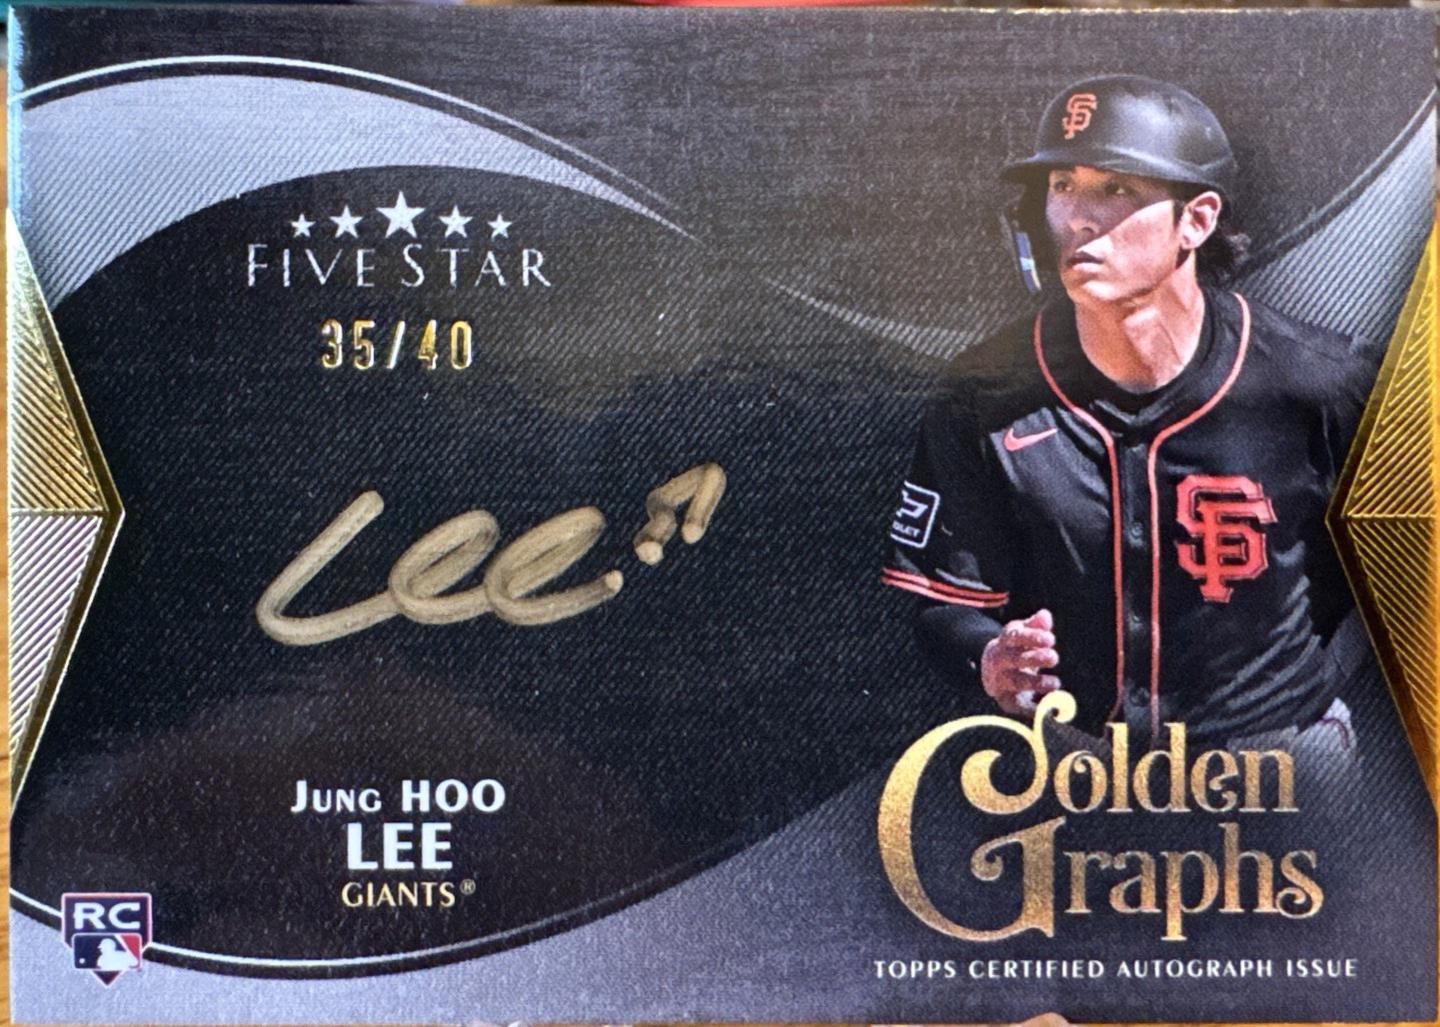 FIVE STAR
35/40
Lee
JUNG HOO
LEE
GIANTS®
RC
SF
SF
Golden
Graphs
TOPPS CERTIFIED AUTOGRAPH ISSUE